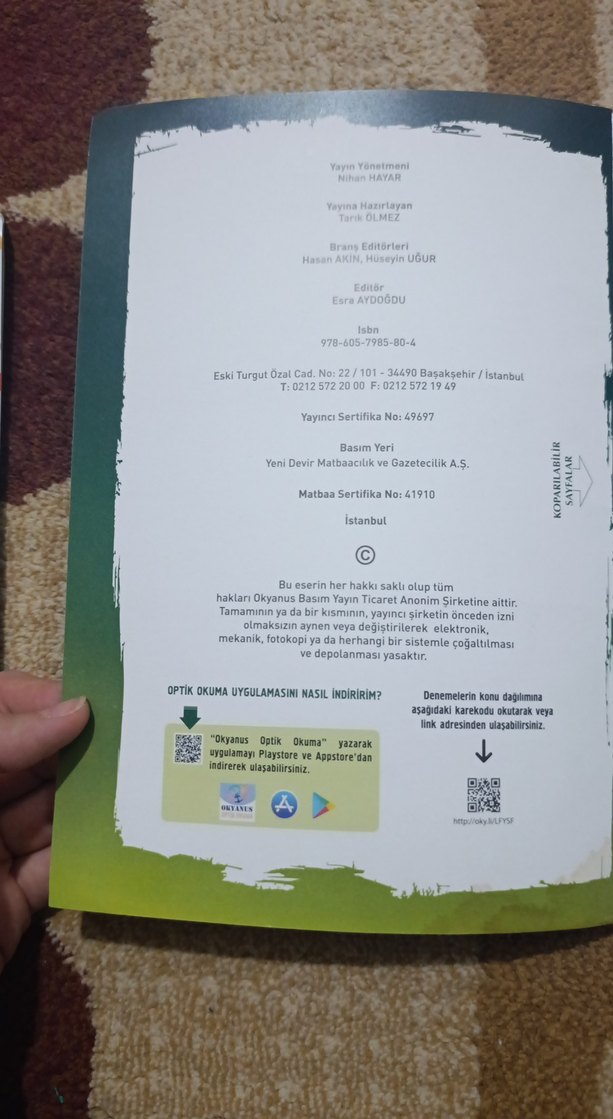 Yayın Yönetmeni
Nihan HAYAR
Yayına Hazırlayan
Tarık ÖLMEZ
Branş Editörleri
Hasan AKIN, Hüseyin UĞUR
Editör
Esra AYDOĞDU
Isbn
978-605-7985-80-4
Eski Turgut Özal Cad. No: 22 / 101 - 34490 Başakşehir / İstanbul
T: 0212 572 20 00 F: 0212 572 19 49
Yayıncı Sertifika No: 49697
Basım Yeri
Yeni Devir Matbaacılık ve Gazetecilik A.Ş.
Matbaa Sertifika No: 41910
İstanbul
©
Bu eserin her hakkı saklı olup tüm
hakları Okyanus Basım Yayın Ticaret Anonim Şirketine aittir.
Tamamının ya da bir kısmının, yayıncı şirketin önceden izni
olmaksızın aynen veya değiştirilerek elektronik,
mekanik, fotokopi ya da herhangi bir sistemle çoğaltılması
ve depolanması yasaktır.
KOPARILABİLİR
SAYFALAR
OPTİK OKUMA UYGULAMASINI NASIL İNDİRİRİM?
"Okyanus Optik Okuma" yazarak
uygulamayı Playstore ve Appstore'dan
indirerek ulaşabilirsiniz.
OKYANUS
OPTİK OKUMA
Denemelerin konu dağılımına
aşağıdaki karekodu okutarak veya
link adresinden ulaşabilirsiniz.
http://oky.li/LFYSF